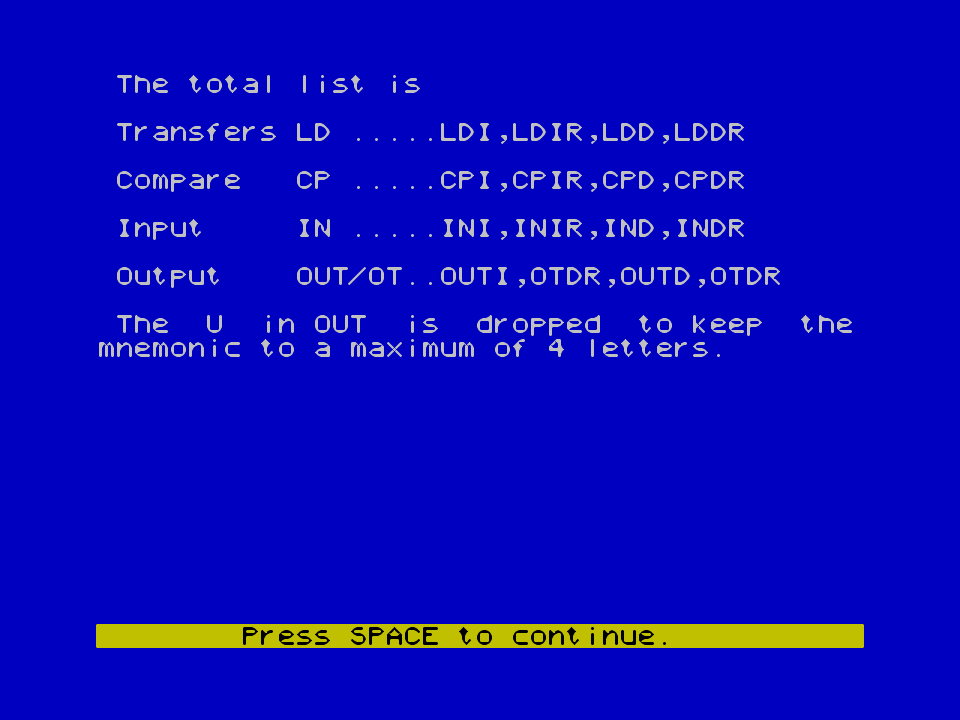 The total list is
Transfers LD .....LDI,LDIR,LDD,LDDR
Compare   CP .....CPI,CPIR,CPD,CPDR
Input     IN .....INI,INIR,IND,INDR
Output    OUT/OT..OUTI,OTDR,OUTD,OTDR
The  U  in OUT  is  dropped  to keep  the
mnemonic to a maximum of 4 letters.
Press SPACE to continue.